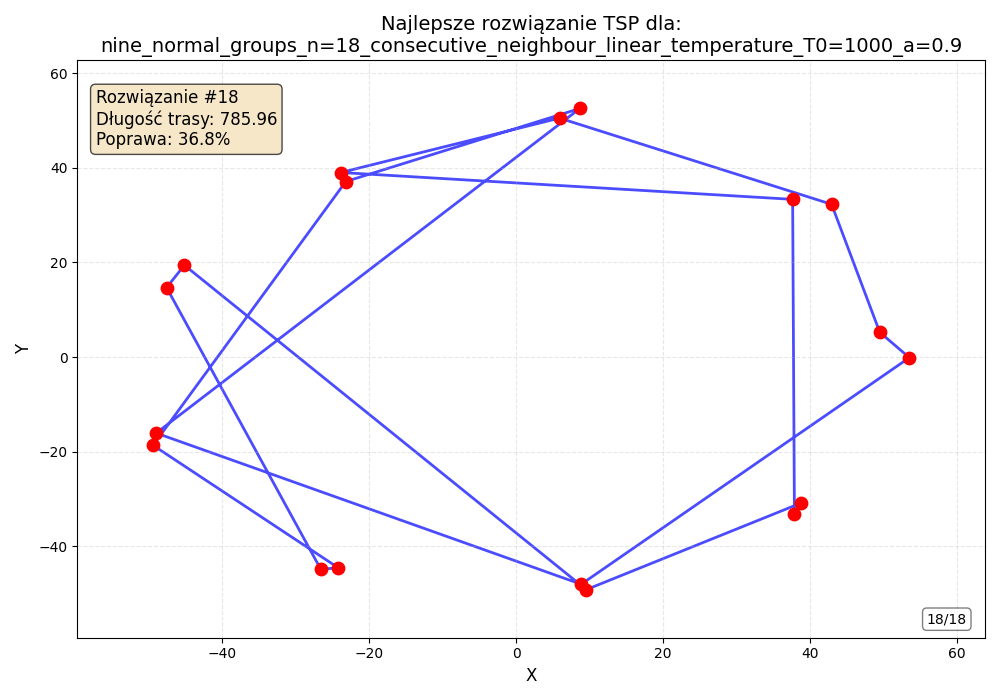 Najlepsze rozwiązanie TSP dla:
nine_normal_groups_n=18_consecutive_neighbour_linear_temperature_T0=1000_a=0.9
Rozwiązanie #18
Długość trasy: 785.96
Poprawa: 36.8%
60
40
20
0
−20
−40
Y
18/18
−40
−20
0
20
40
60
X